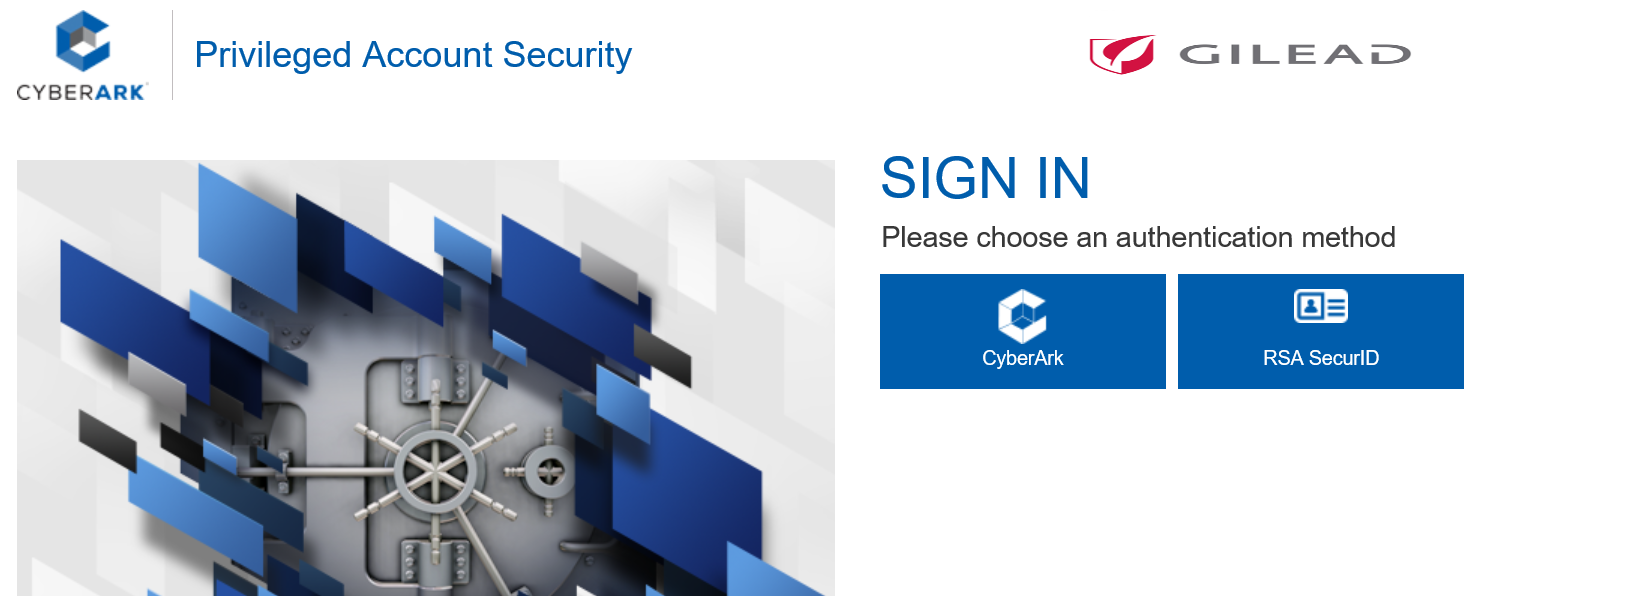 CYBERARK
Privileged Account Security
GILEAD
SIGN IN
Please choose an authentication method
CyberArk
RSA SecurID